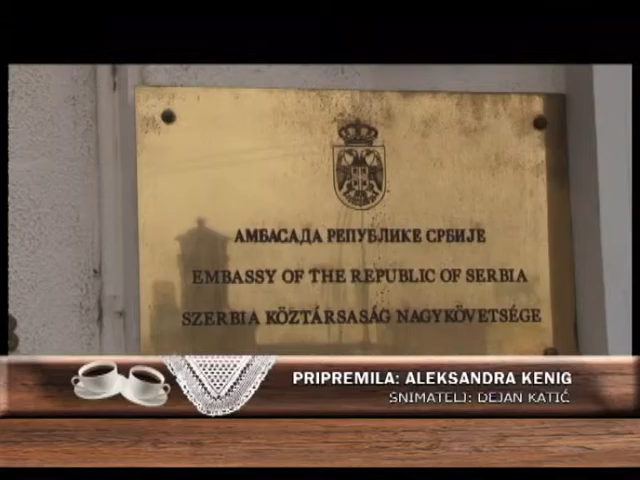 АМБАСАДА РЕПУБЛИКЕ СРБИЈЕ
EMBASSY OF THE REPUBLIC OF SERBIA
SZERBIA KÖZTÁRSASÁG NAGYKÖVETSÉGE
PRIPREMILA: ALEKSANDRA KENIG
SNIMATELJ: DEJAN KATIĆ